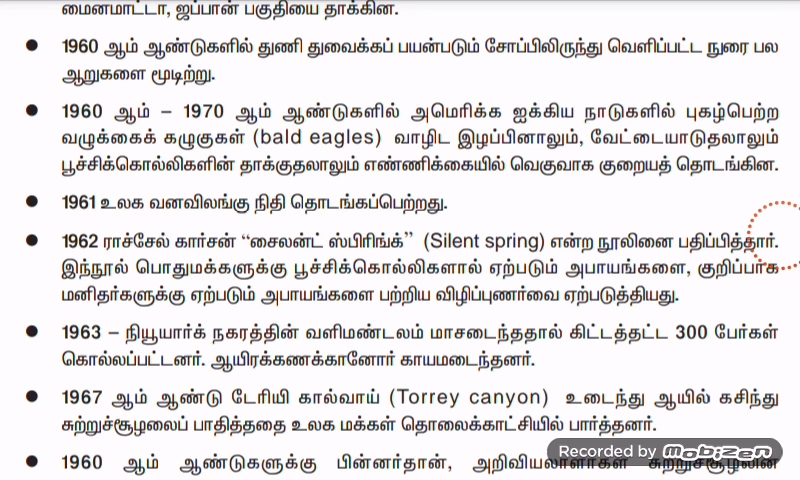 மைனமாட்டா, ஜப்பான் பகுதியை தாக்கின.
● 1960 ஆம் ஆண்டுகளில் துணி துவைக்கப் பயன்படும் சோப்பிலிருந்து வெளிப்பட்ட நுரை பல
ஆறுகளை மூடிற்று.
● 1960 ஆம் – 1970 ஆம் ஆண்டுகளில் அமெரிக்க ஐக்கிய நாடுகளில் புகழ்பெற்ற
வழுக்கைக் கழுகுகள் (bald eagles) வாழிட இழப்பினாலும், வேட்டையாடுதலாலும்
பூச்சிக்கொல்லிகளின் தாக்குதலாலும் எண்ணிக்கையில் வெகுவாக குறையத் தொடங்கின.
● 1961 உலக வனவிலங்கு நிதி தொடங்கப்பெற்றது.
● 1962 ராச்சேல் கார்சன் “சைலன்ட் ஸ்பிரிங்க்” (Silent spring) என்ற நூலினை பதிப்பித்தார்.
இந்நூல் பொதுமக்களுக்கு பூச்சிக்கொல்லிகளால் ஏற்படும் அபாயங்களை, குறிப்பாக
மனிதர்களுக்கு ஏற்படும் அபாயங்களை பற்றிய விழிப்புணர்வை ஏற்படுத்தியது.
● 1963 – நியூயார்க் நகரத்தின் வளிமண்டலம் மாசடைந்ததால் கிட்டத்தட்ட 300 பேர்கள்
கொல்லப்பட்டனர். ஆயிரக்கணக்கானோர் காயமடைந்தனர்.
● 1967 ஆம் ஆண்டு டேரியி கால்வாய் (Torrey canyon) உடைந்து ஆயில் கசிந்து
சுற்றுச்சூழலைப் பாதித்ததை உலக மக்கள் தொலைக்காட்சியில் பார்த்தனர்.
● 1960 ஆம் ஆண்டுகளுக்கு பின்னர்தான், அறிவியலாளர்கள் சுற்றுச்சூழலின்
Recorded by MOBIZEN